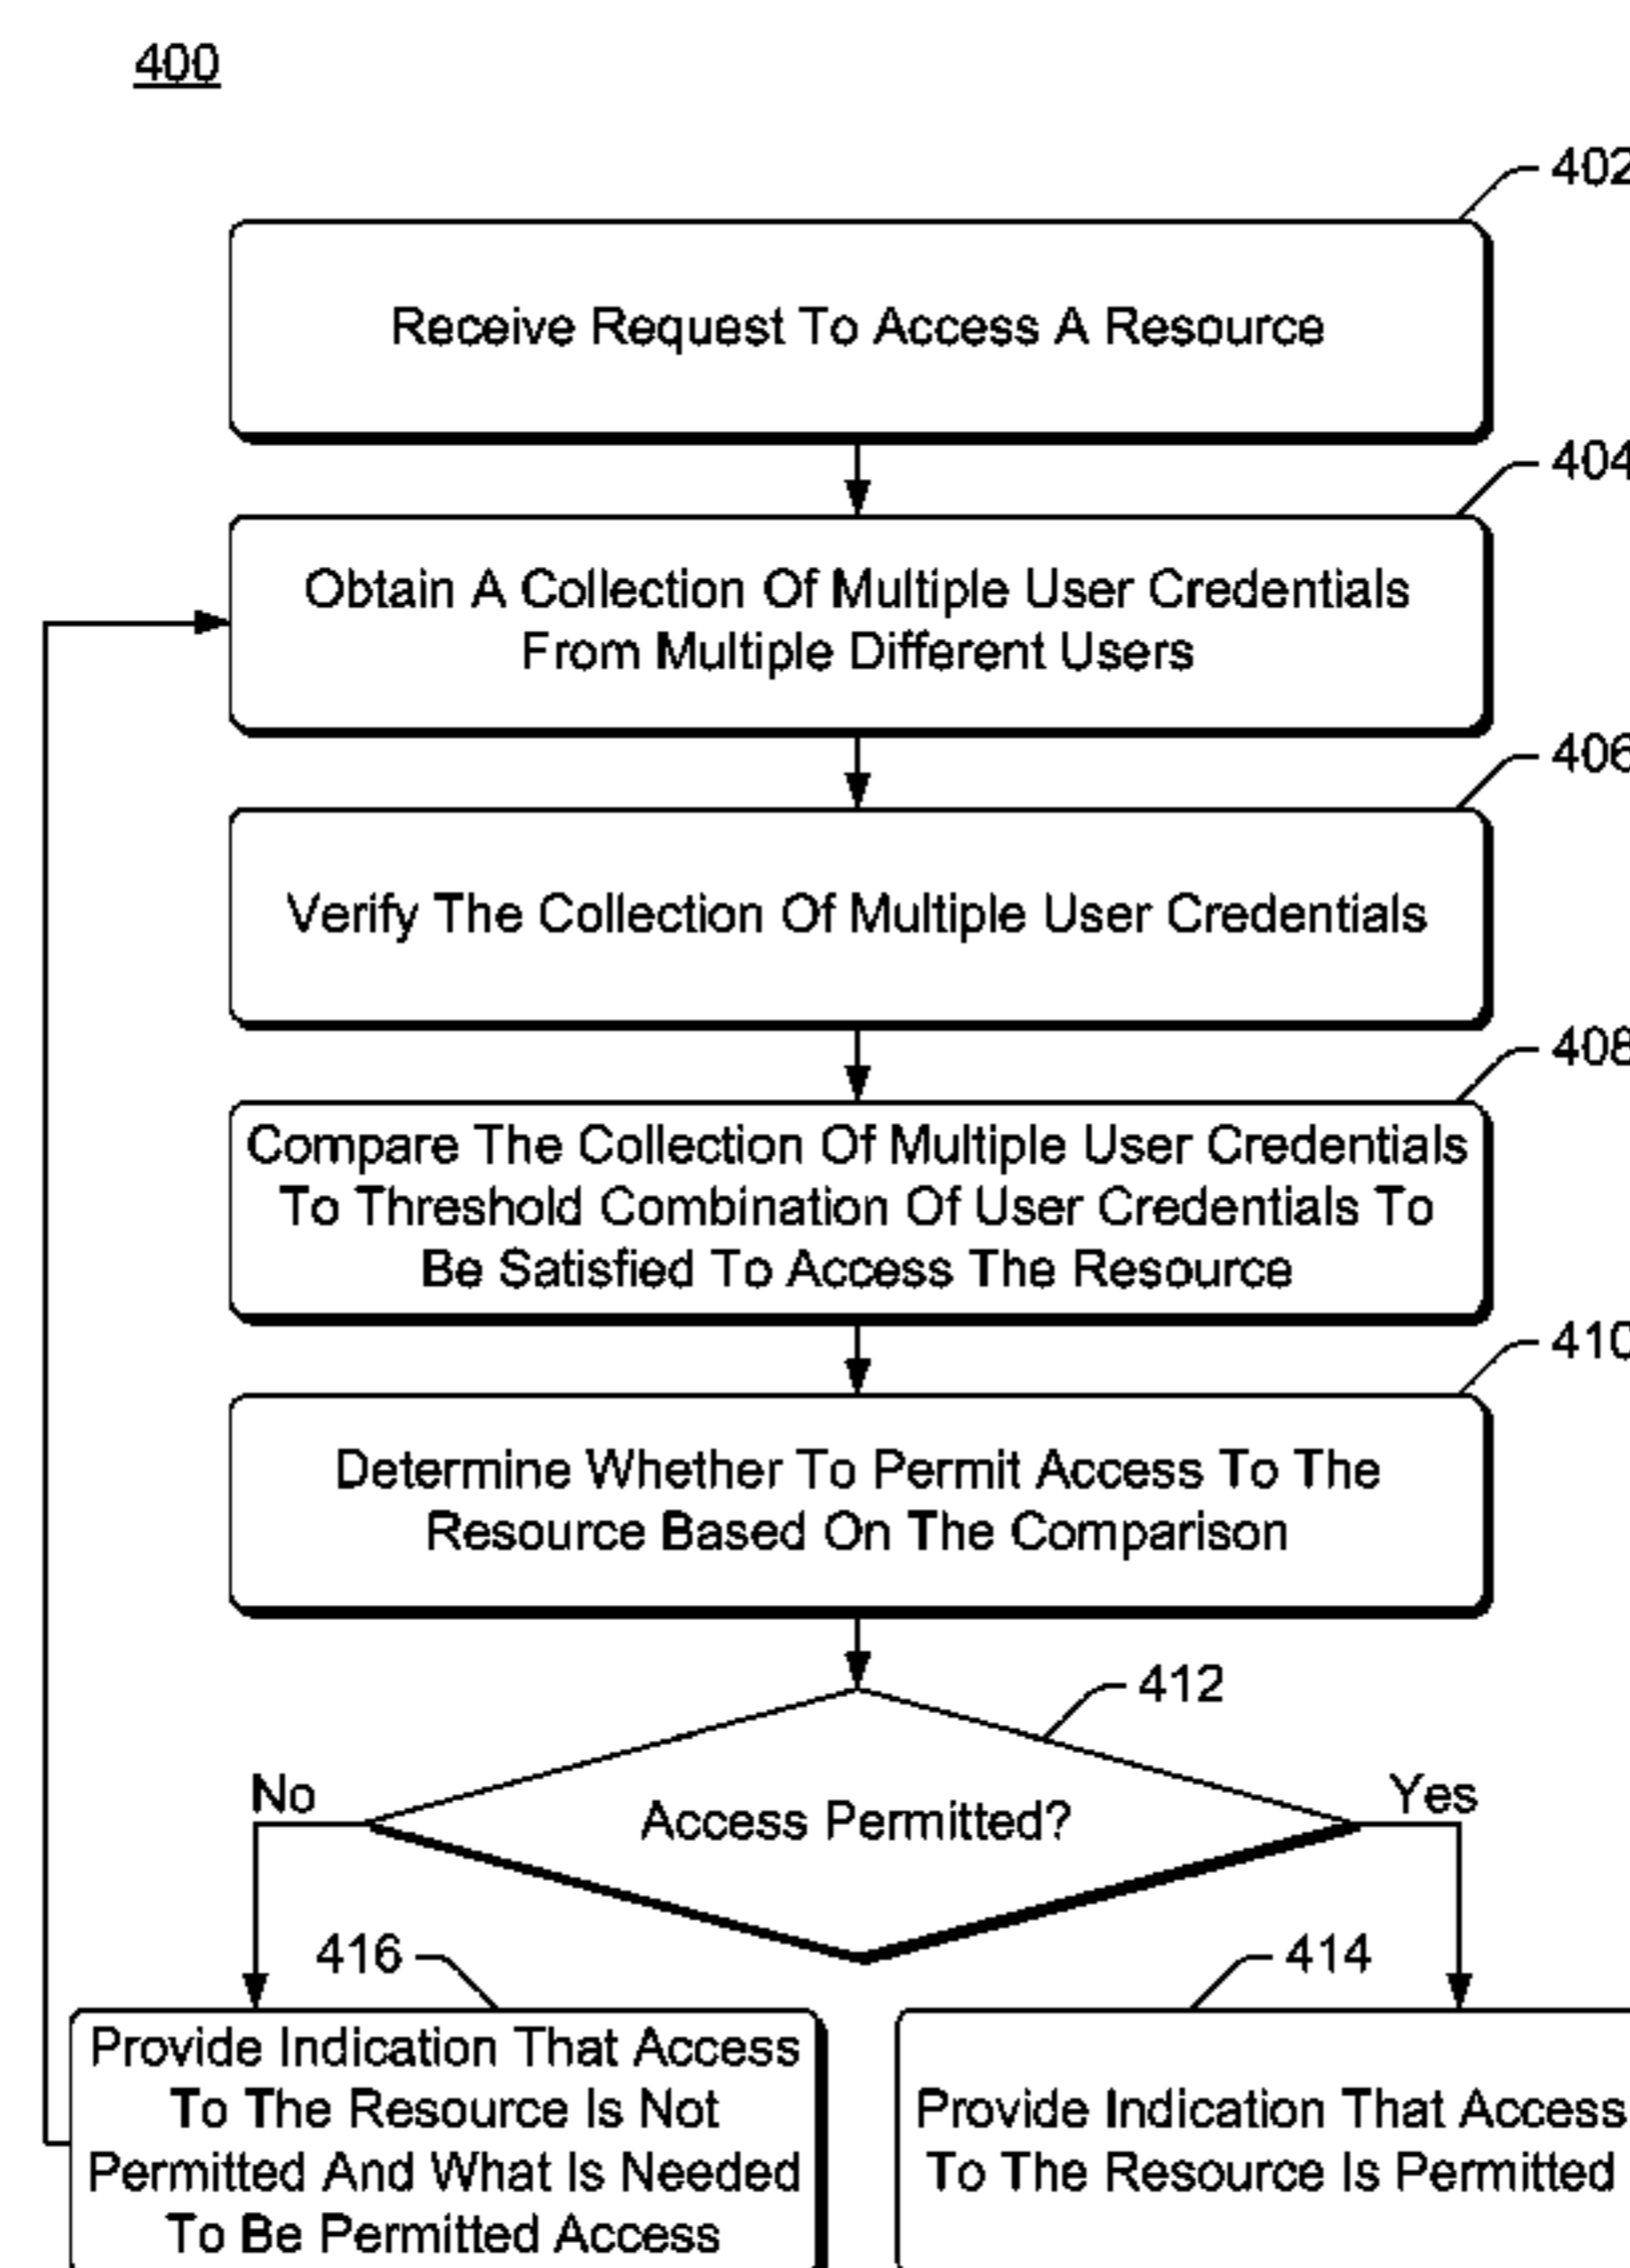 400
402
Receive Request To Access A Resource
404
Obtain A Collection Of Multiple User Credentials
From Multiple Different Users
406
Verify The Collection Of Multiple User Credentials
408
Compare The Collection Of Multiple User Credentials
To Threshold Combination Of User Credentials To
Be Satisfied To Access The Resource
410
Determine Whether To Permit Access To The
Resource Based On The Comparison
412
Access Permitted?
No
Yes
416
Provide Indication That Access
To The Resource Is Not
Permitted And What Is Needed
To Be Permitted Access
414
Provide Indication That Access
To The Resource Is Permitted